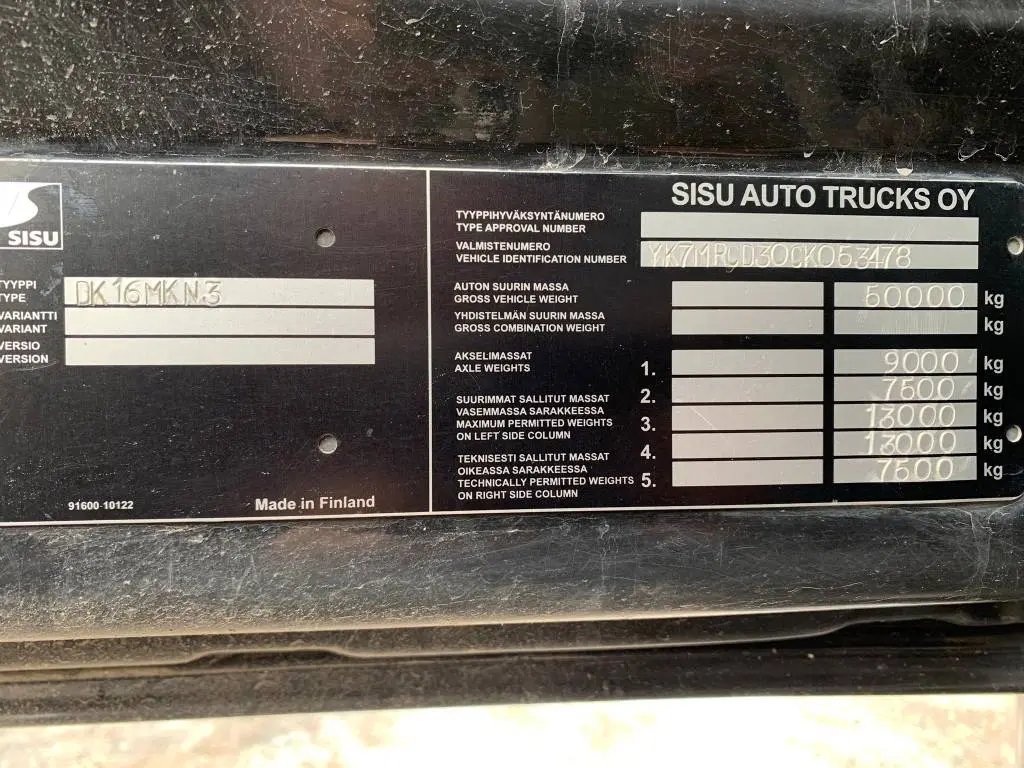 SISU
TYYPPI
TYPE
DK16MKN3
VARIANTTI
VARIANT
VERSIO
VERSION
91600-10122
Made in Finland
SISU AUTO TRUCKS OY
TYYPPIHYVÄKSYNTÄNUMERO
TYPE APPROVAL NUMBER
VALMISTENUMERO
VEHICLE IDENTIFICATION NUMBER
AUTON SUURIN MASSA
GROSS VEHICLE WEIGHT
50000 kg
YHDISTELMÄN SUURIN MASSA
GROSS COMBINATION WEIGHT
kg
AKSELIMASSAT
AXLE WEIGHTS
1. 9000 kg
2. 7500 kg
3. 13000 kg
4. 13000 kg
5. 7500 kg
SUURIMMAT SALLITUT MASSAT
VASEMMASSA SARAKKEESSA
MAXIMUM PERMITTED WEIGHTS
ON LEFT SIDE COLUMN
TEKNISESTI SALLITUT MASSAT
OIKEASSA SARAKKEESSA
TECHNICALLY PERMITTED WEIGHTS
ON RIGHT SIDE COLUMN